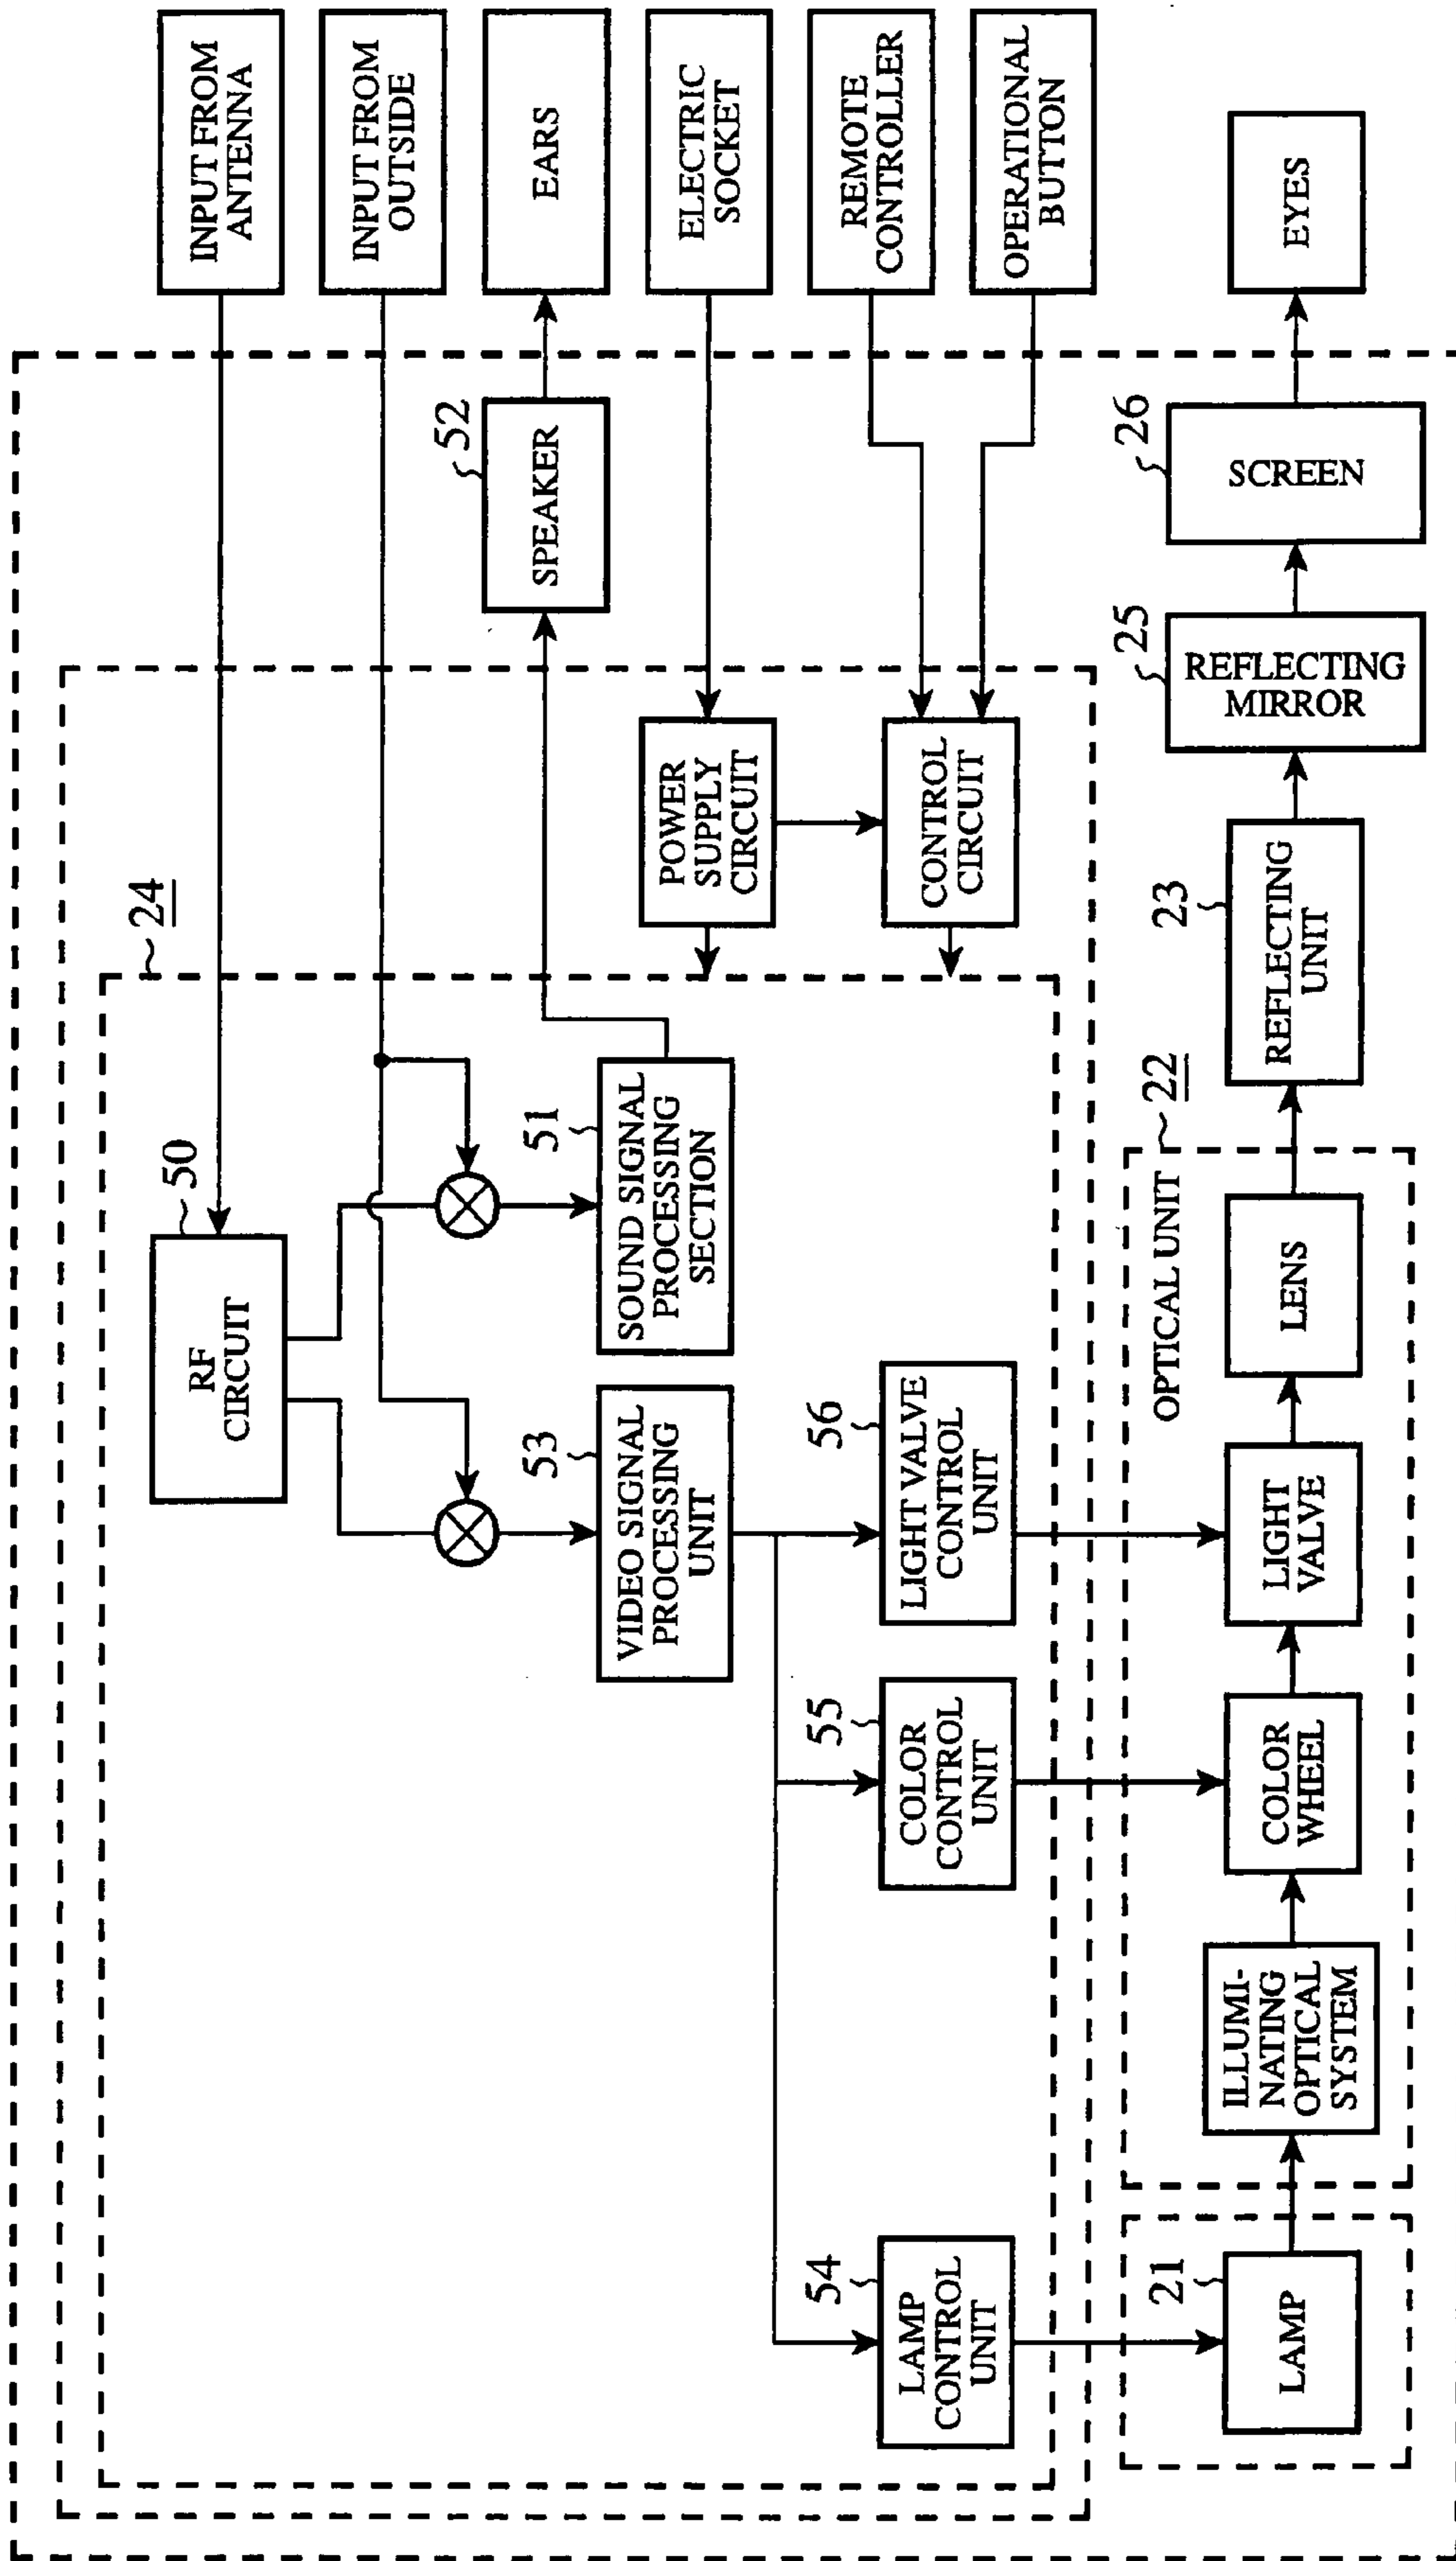 INPUT FROM
ANTENNA
INPUT FROM
OUTSIDE
EARS
ELECTRIC
SOCKET
REMOTE
CONTROLLER
OPERATIONAL
BUTTON
EYES
52
SPEAKER
26
SCREEN
25
REFLECTING
MIRROR
24
POWER
SUPPLY
CIRCUIT
CONTROL
CIRCUIT
23
REFLECTING
UNIT
50
RF
CIRCUIT
51
SOUND SIGNAL
PROCESSING
SECTION
53
VIDEO SIGNAL
PROCESSING
UNIT
56
LIGHT VALVE
CONTROL
UNIT
55
COLOR
CONTROL
UNIT
54
LAMP
CONTROL
UNIT
22
OPTICAL UNIT
LENS
LIGHT
VALVE
COLOR
WHEEL
ILLUMI-
NATING
OPTICAL
SYSTEM
21
LAMP